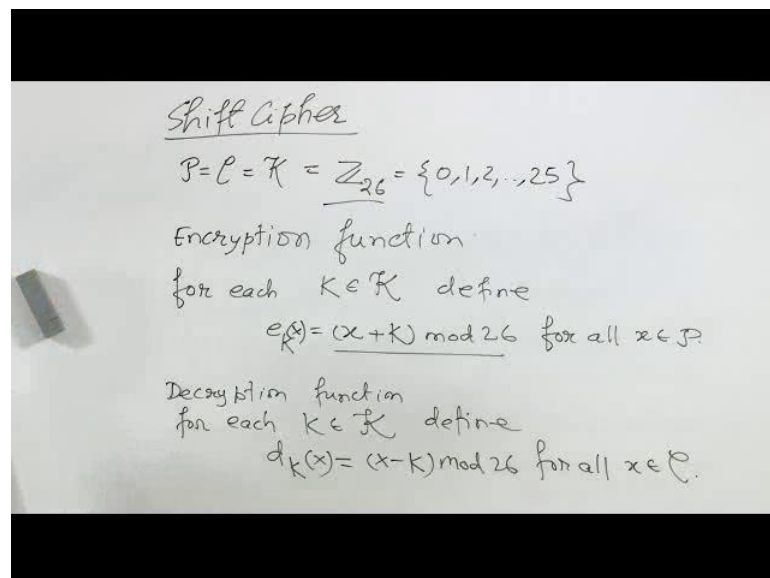 Shift Cipher
𝒫 = 𝒞 = 𝒦 = ℤ₂₆ = {0,1,2,..,25}
Encryption function
for each K ∈ 𝒦 define
eₖ(x) = (x + K) mod 26 for all x ∈ 𝒫.
Decryption function
for each K ∈ 𝒦 define
dₖ(x) = (x - K) mod 26 for all x ∈ 𝒞.